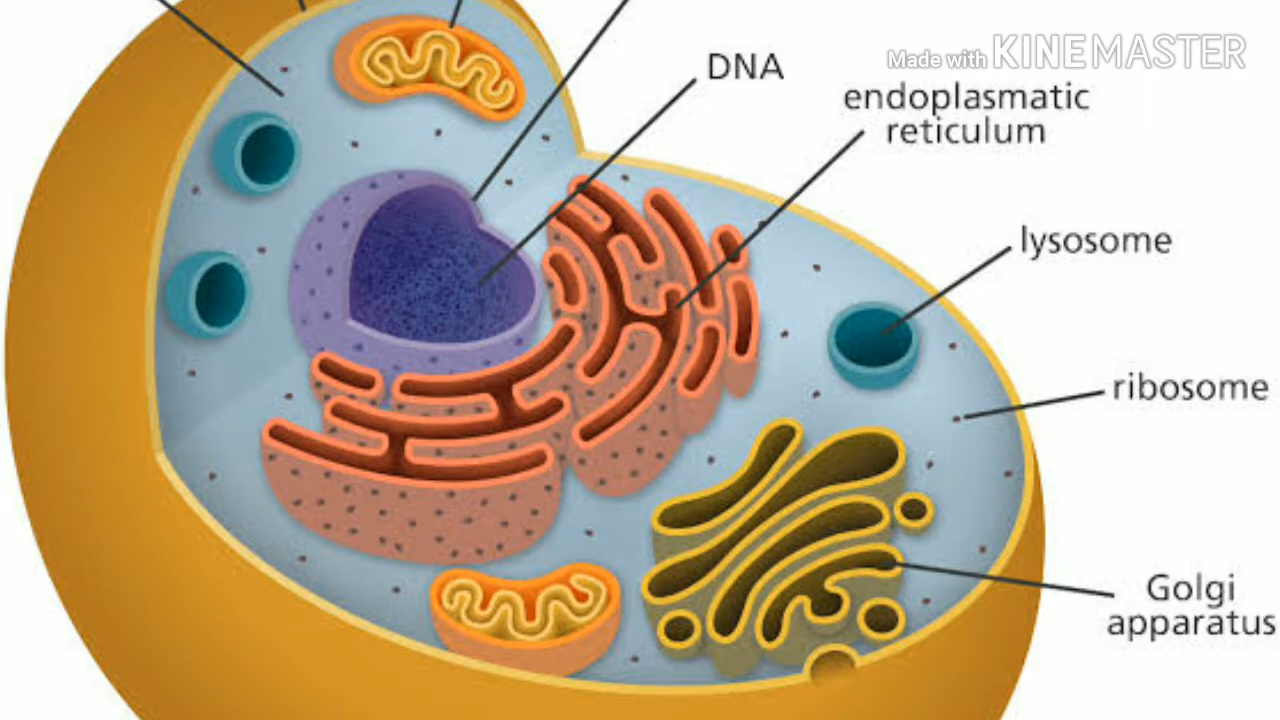 Made with KINEMASTER
DNA
endoplasmatic
reticulum
lysosome
ribosome
Golgi
apparatus